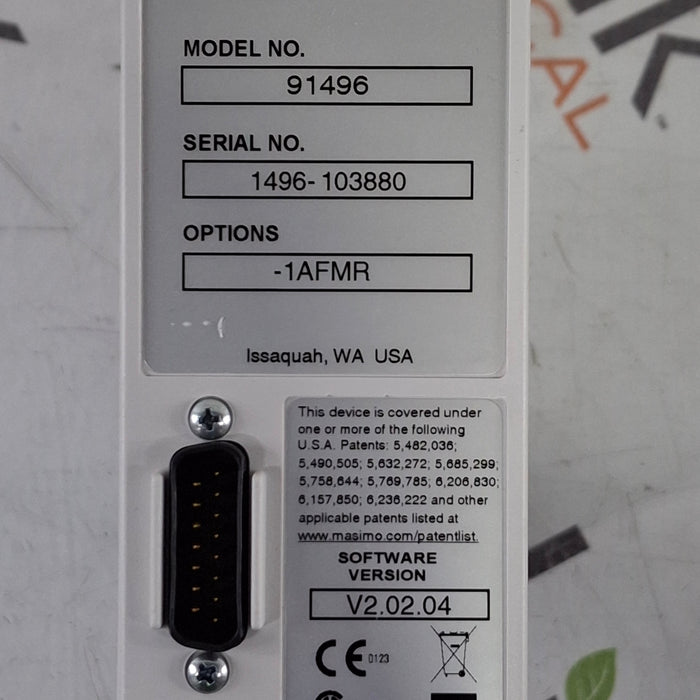 MODEL NO.
91496
SERIAL NO.
1496-103880
OPTIONS
-1AFMR
Issaquah, WA USA
This device is covered under
one or more of the following
U.S.A. Patents: 5,482,036;
5,490,505; 5,632,272; 5,685,299;
5,758,644; 5,769,785; 6,206,830;
6,157,850; 6,236,222 and other
applicable patents listed at
www.masimo.com/patentlist.
SOFTWARE
VERSION
V2.02.04
CE 0123
CAL